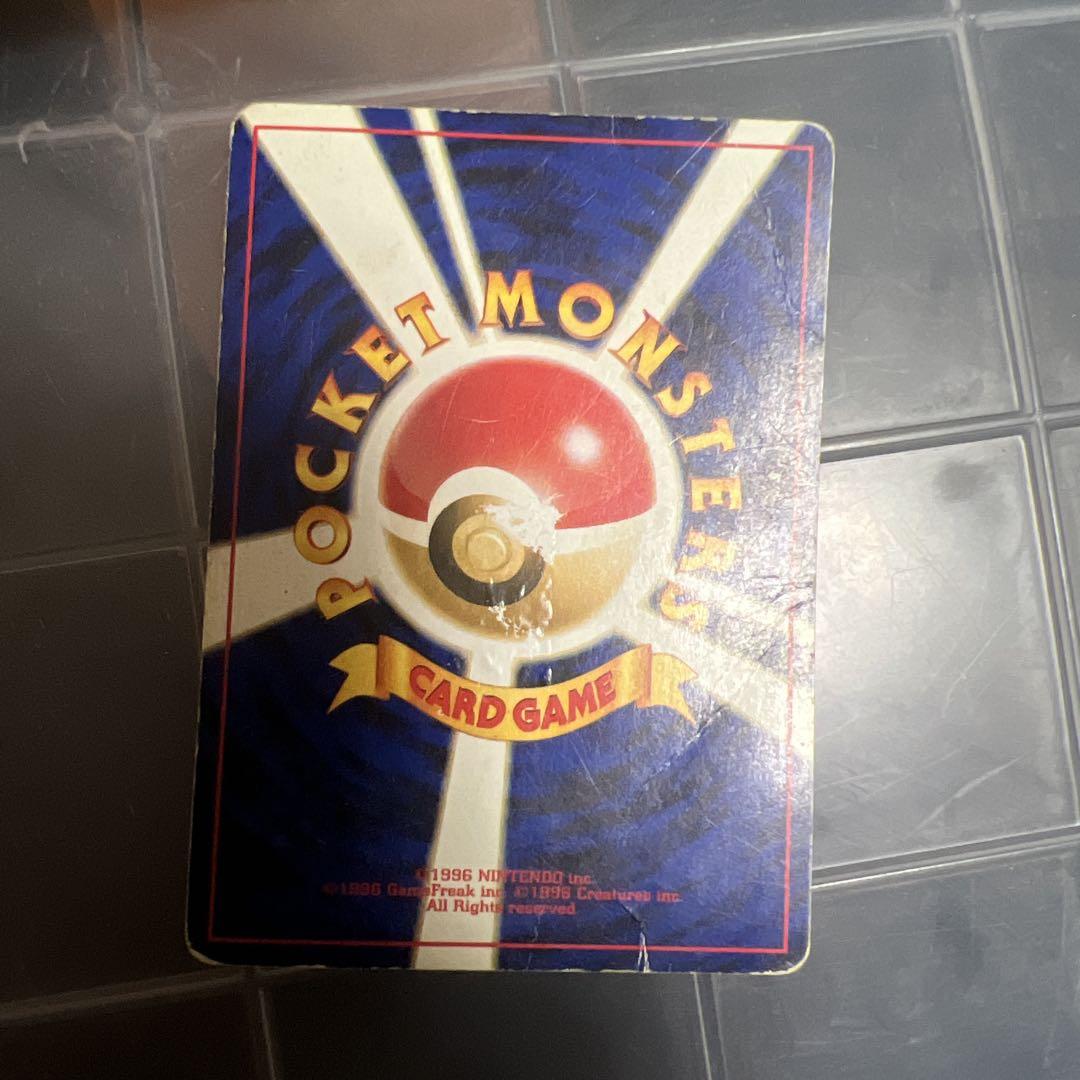 POCKET MONSTERS
CARD GAME
©1996 NINTENDO inc.
©1996 GameFreak inc. ©1996 Creatures inc.
All Rights reserved.